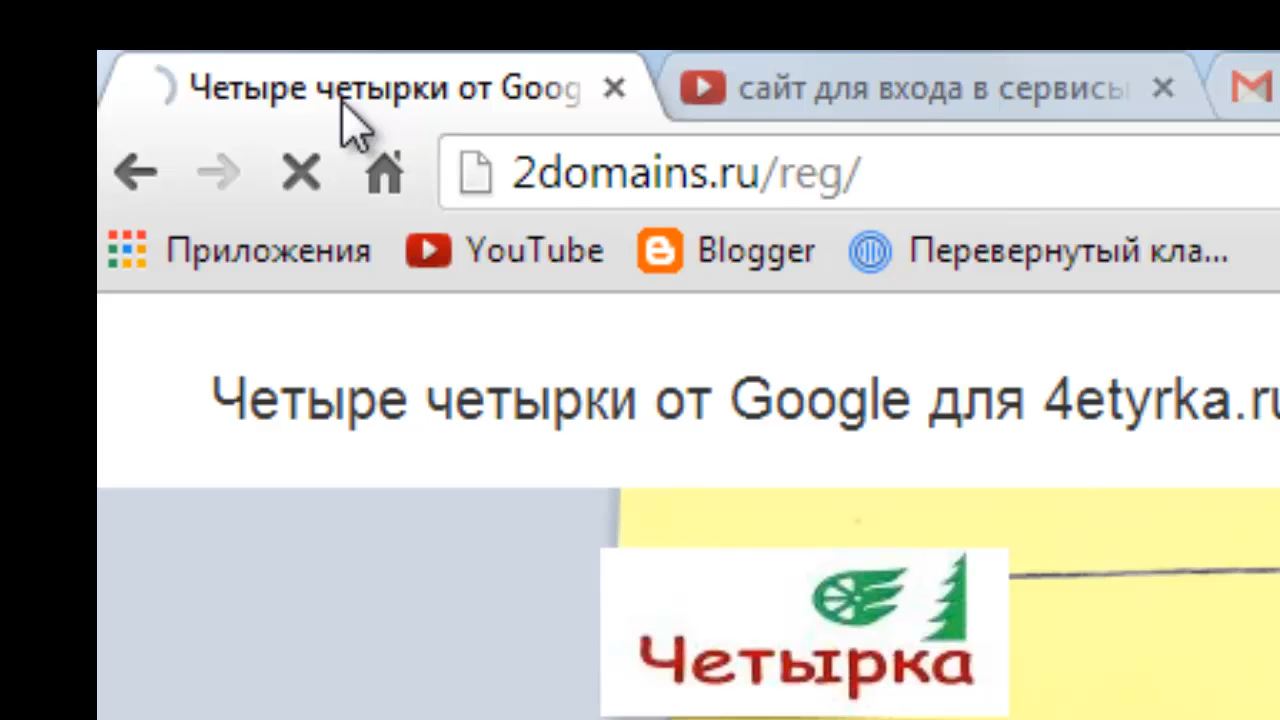 Четыре четырки от Goog
сайт для входа в сервисы
2domains.ru/reg/
Приложения YouTube Blogger Перевернутый кла...
Четыре четырки от Google для 4etyrka.ru
Четырка